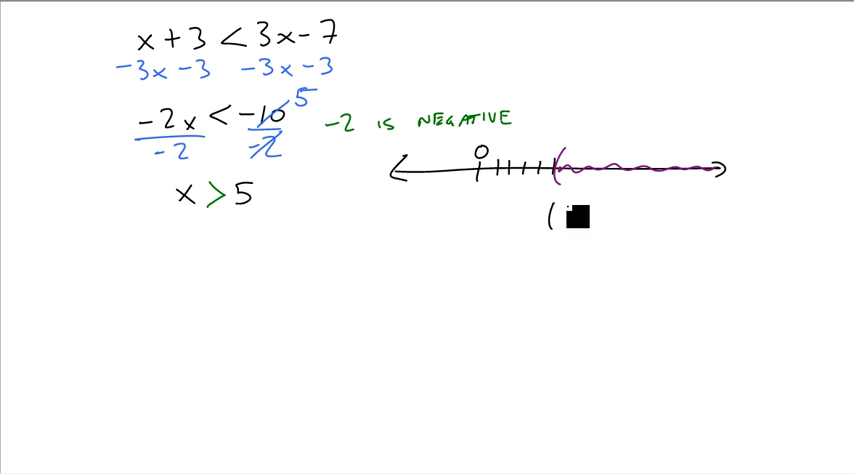 x + 3 < 3x - 7
-3x - 3 -3x - 3
-2x < -10 5
-2 -2
-2 IS NEGATIVE
x > 5
0
(
(